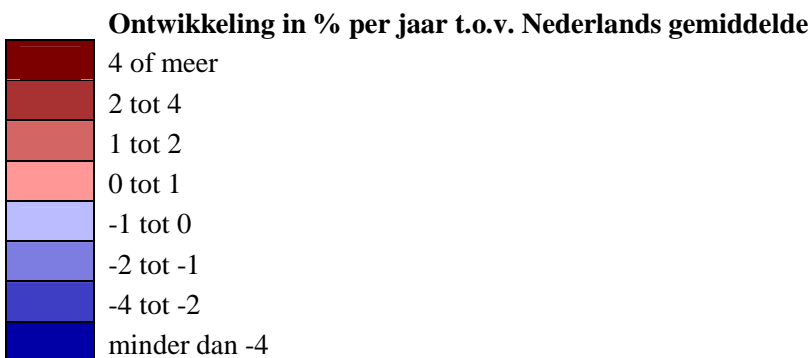 Ontwikkeling in % per jaar t.o.v. Nederlands gemiddelde
4 of meer
2 tot 4
1 tot 2
0 tot 1
-1 tot 0
-2 tot -1
-4 tot -2
minder dan -4